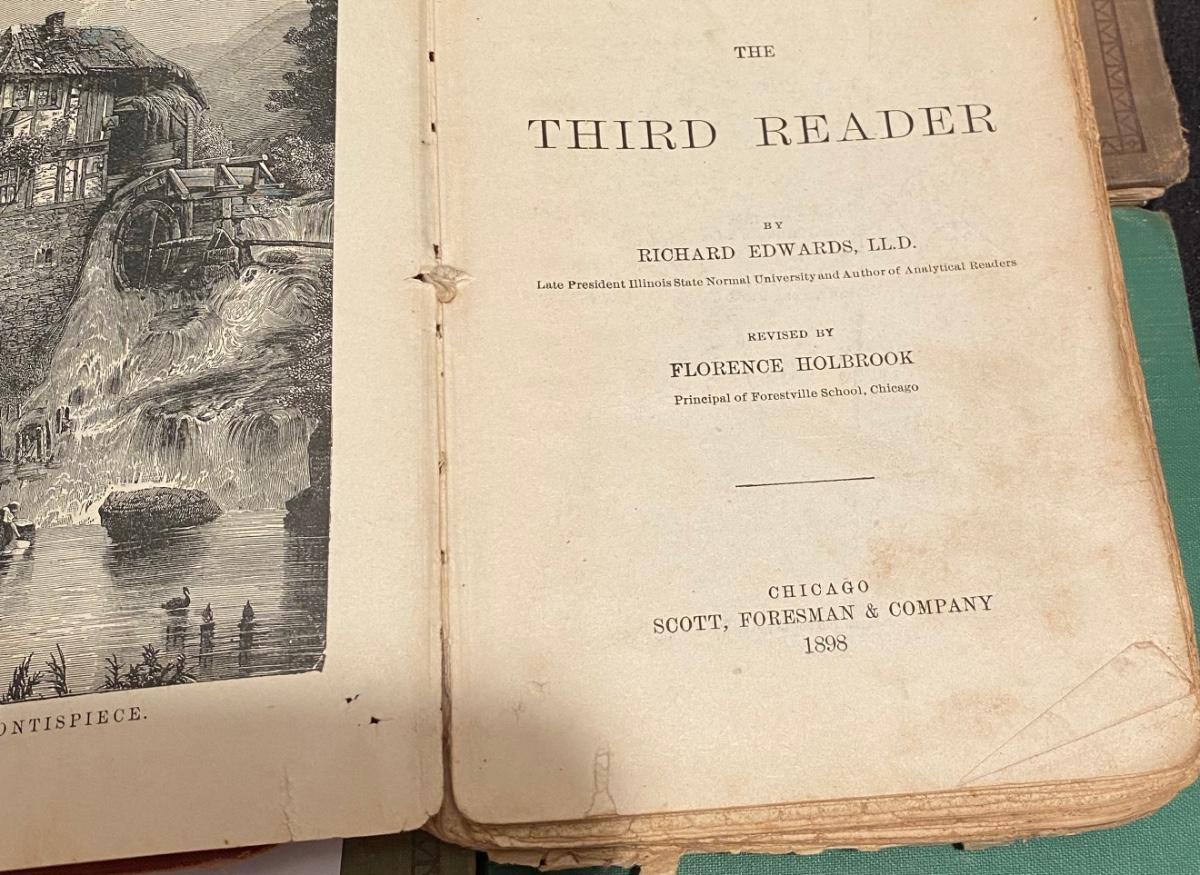 THE
THIRD READER
BY
RICHARD EDWARDS, LL.D.
Late President Illinois State Normal University and Author of Analytical Readers
REVISED BY
FLORENCE HOLBROOK
Principal of Forestville School, Chicago
CHICAGO
SCOTT, FORESMAN & COMPANY
1898
ONTISPIECE.